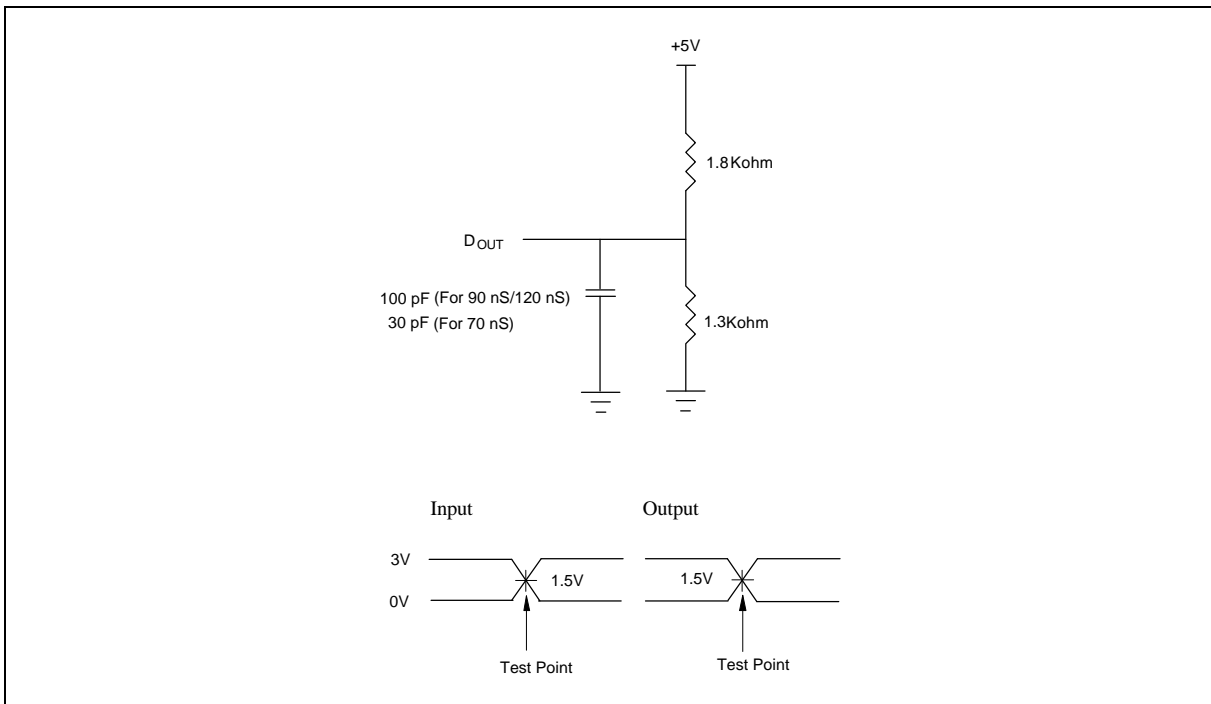 +5V
1.8Kohm
DOUT
100 pF (For 90 nS/120 nS)
30 pF (For 70 nS)
1.3Kohm
Input
Output
3V
1.5V
1.5V
0V
Test Point
Test Point